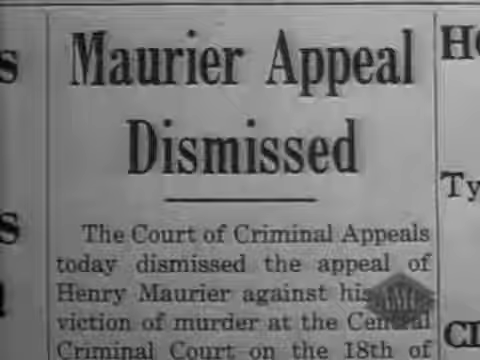 Maurier Appeal
Dismissed
The Court of Criminal Appeals
today dismissed the appeal of
Henry Maurier against his
viction of murder at the Central
Criminal Court on the 18th of
s
s
H
Ty